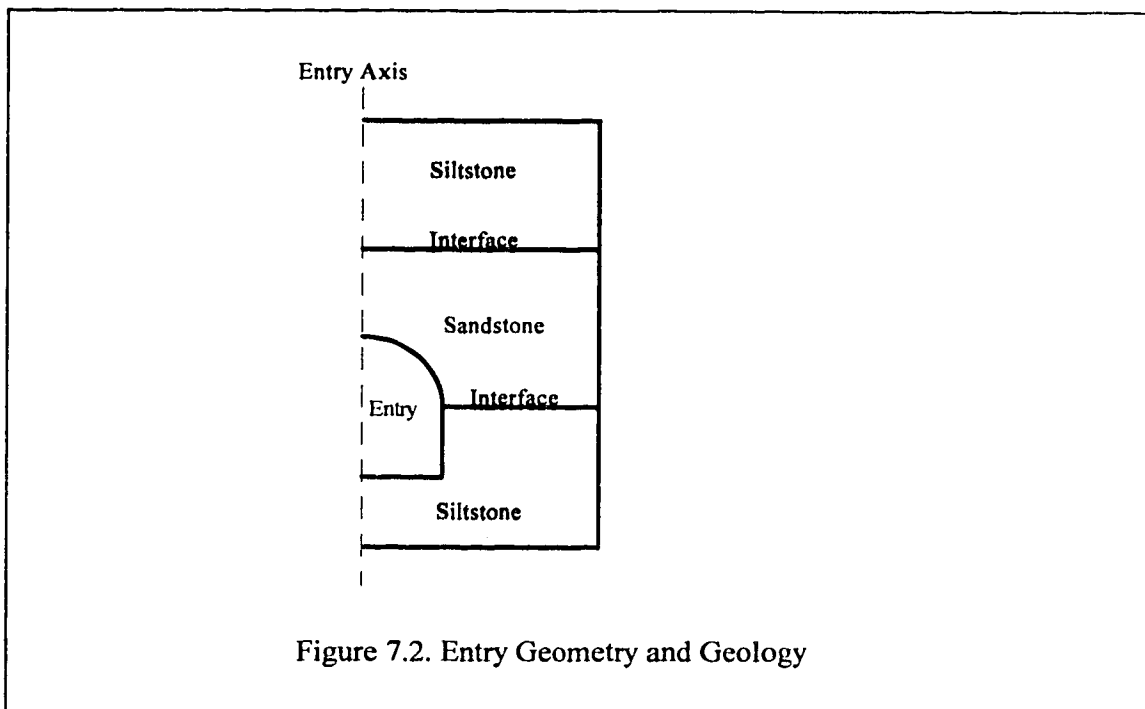 Entry Axis
Siltstone
Interface
Sandstone
Interface
Entry
Siltstone
Figure 7.2. Entry Geometry and Geology